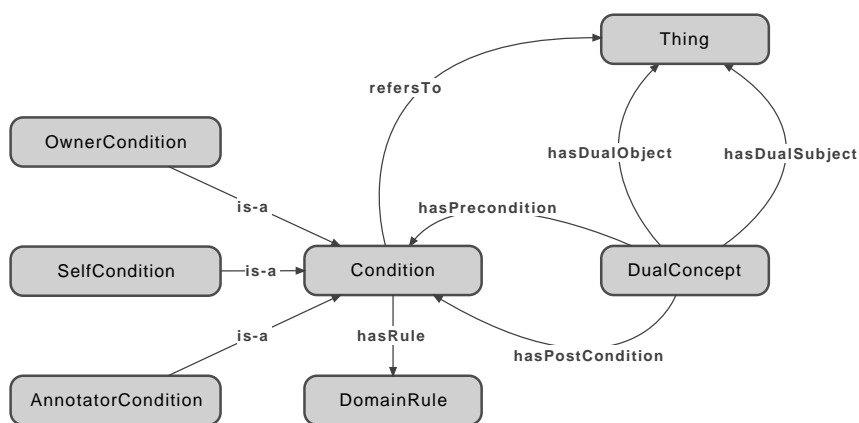 Thing
refersTo
OwnerCondition
hasDualObject
hasDualSubject
is-a
hasPrecondition
SelfCondition
is-a
Condition
DualConcept
is-a
hasRule
hasPostCondition
AnnotatorCondition
DomainRule